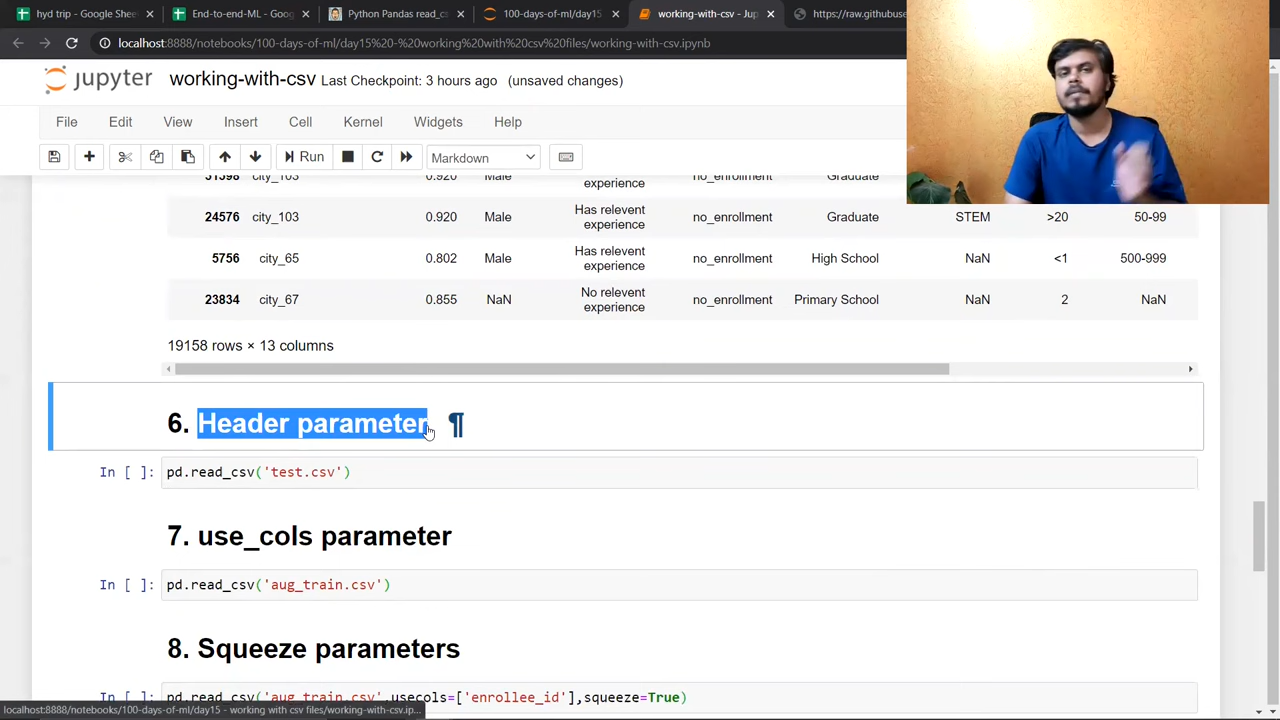 hyd trip - Google Shee
End-to-end-ML - Goog
Python Pandas read_c
100-days-of-ml/day15
working-with-csv - Jup
https://raw.githubuse
localhost:8888/notebooks/100-days-of-ml/day15%20-%20working%20with%20csv%20files/working-with-csv.ipynb
jupyter working-with-csv Last Checkpoint: 3 hours ago (unsaved changes)
File Edit View Insert Cell Kernel Widgets Help
Run Markdown
31398 city_103 0.920 Male experience no_enrollment Graduate
24576 city_103 0.920 Male Has relevent experience no_enrollment Graduate STEM >20 50-99
5756 city_65 0.802 Male Has relevent experience no_enrollment High School NaN <1 500-999
23834 city_67 0.855 NaN No relevent experience no_enrollment Primary School NaN 2 NaN
19158 rows × 13 columns
6. Header parameter ¶
In [ ]: pd.read_csv('test.csv')
7. use_cols parameter
In [ ]: pd.read_csv('aug_train.csv')
8. Squeeze parameters
In [ ]: pd.read_csv('aug_train.csv',usecols=['enrollee_id'],squeeze=True)
localhost:8888/notebooks/100-days-of-ml/day15 - working with csv files/working-with-csv.ip...